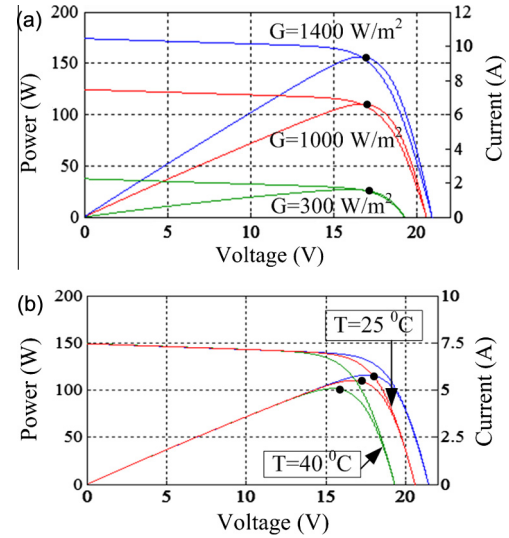 (a)
200
150
100
50
0
Power (W)
12
10
8
6
4
2
0
Current (A)
G=1400 W/m²
G=1000 W/m²
G=300 W/m²
0 5 10 15 20
Voltage (V)
(b)
200
150
100
50
0
Power (W)
10
7.5
5
2.5
0
Current (A)
T=25 ⁰C
T=40 ⁰C
0 5 10 15 20
Voltage (V)